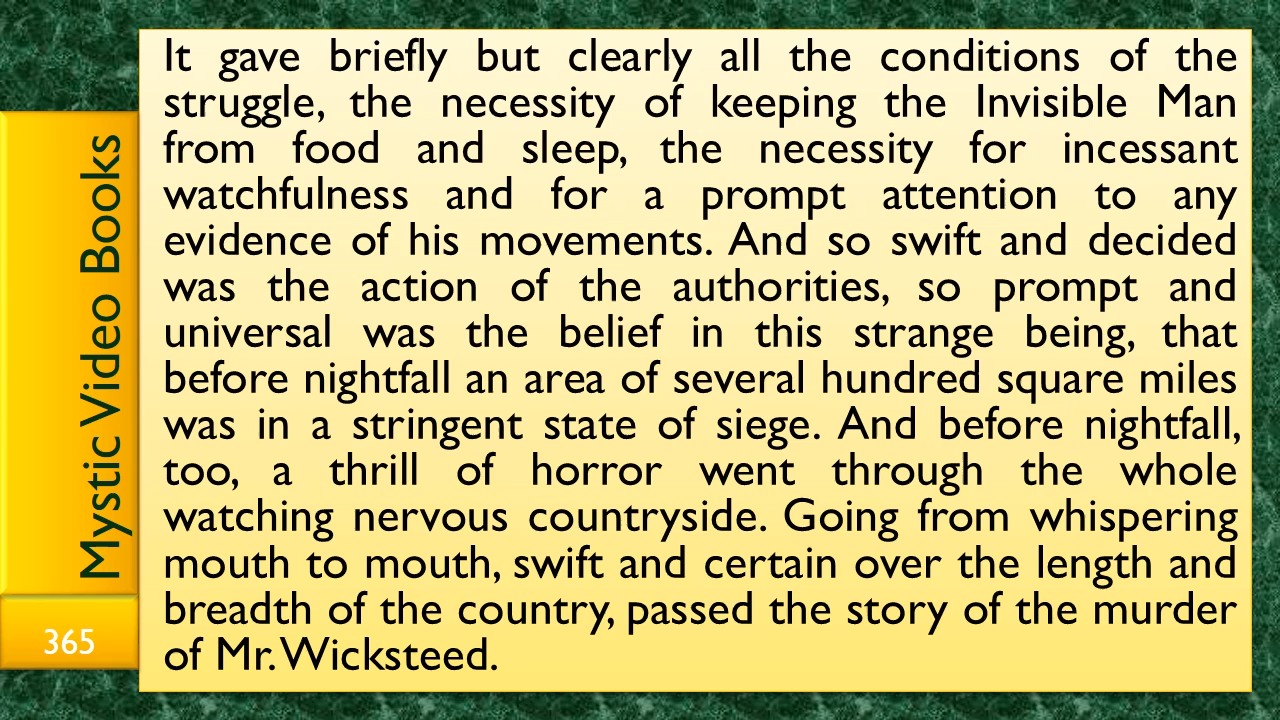 It gave briefly but clearly all the conditions of the
struggle, the necessity of keeping the Invisible Man
from food and sleep, the necessity for incessant
watchfulness and for a prompt attention to any
evidence of his movements. And so swift and decided
was the action of the authorities, so prompt and
universal was the belief in this strange being, that
before nightfall an area of several hundred square miles
was in a stringent state of siege. And before nightfall,
too, a thrill of horror went through the whole
watching nervous countryside. Going from whispering
mouth to mouth, swift and certain over the length and
breadth of the country, passed the story of the murder
of Mr. Wicksteed.
Mystic Video Books
365